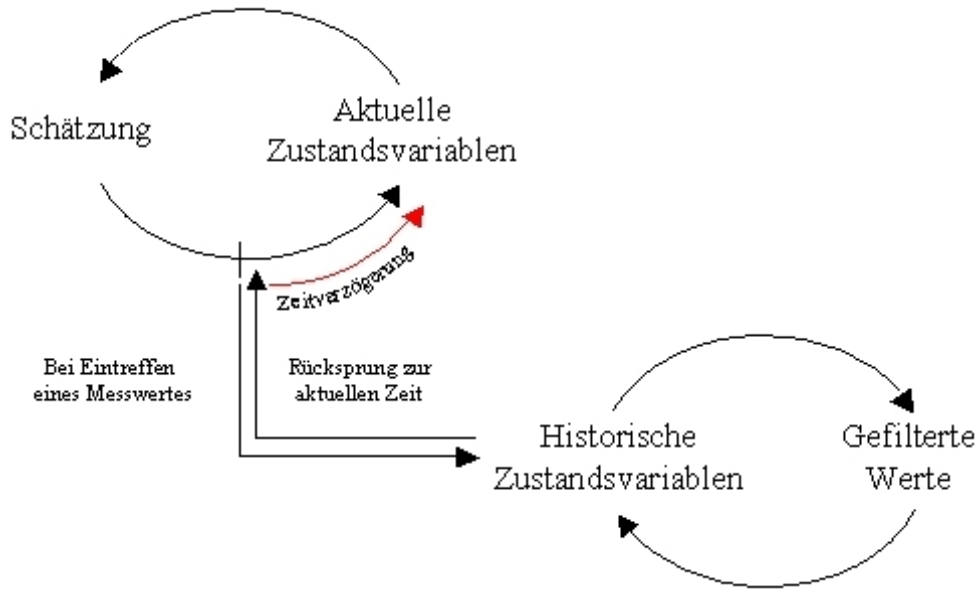 Schätzung
Aktuelle
Zustandsvariablen
Zeitverzögerung
Bei Eintreffen
eines Messwertes
Rücksprung zur
aktuellen Zeit
Historische
Zustandsvariablen
Gefilterte
Werte